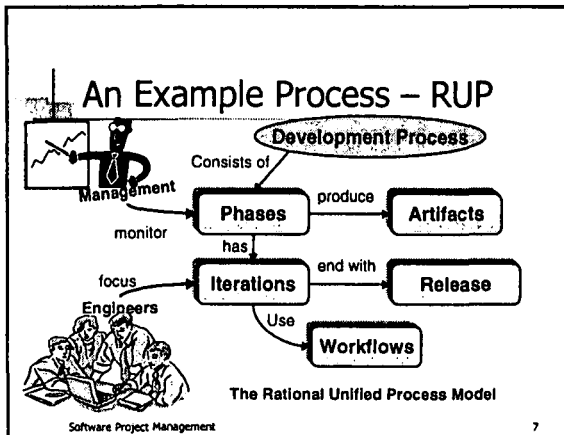 An Example Process – RUP
Development Process
Consists of
Management
Phases
produce
Artifacts
monitor
has
focus
Iterations
end with
Release
Engineers
Use
Workflows
The Rational Unified Process Model
Software Project Management
7